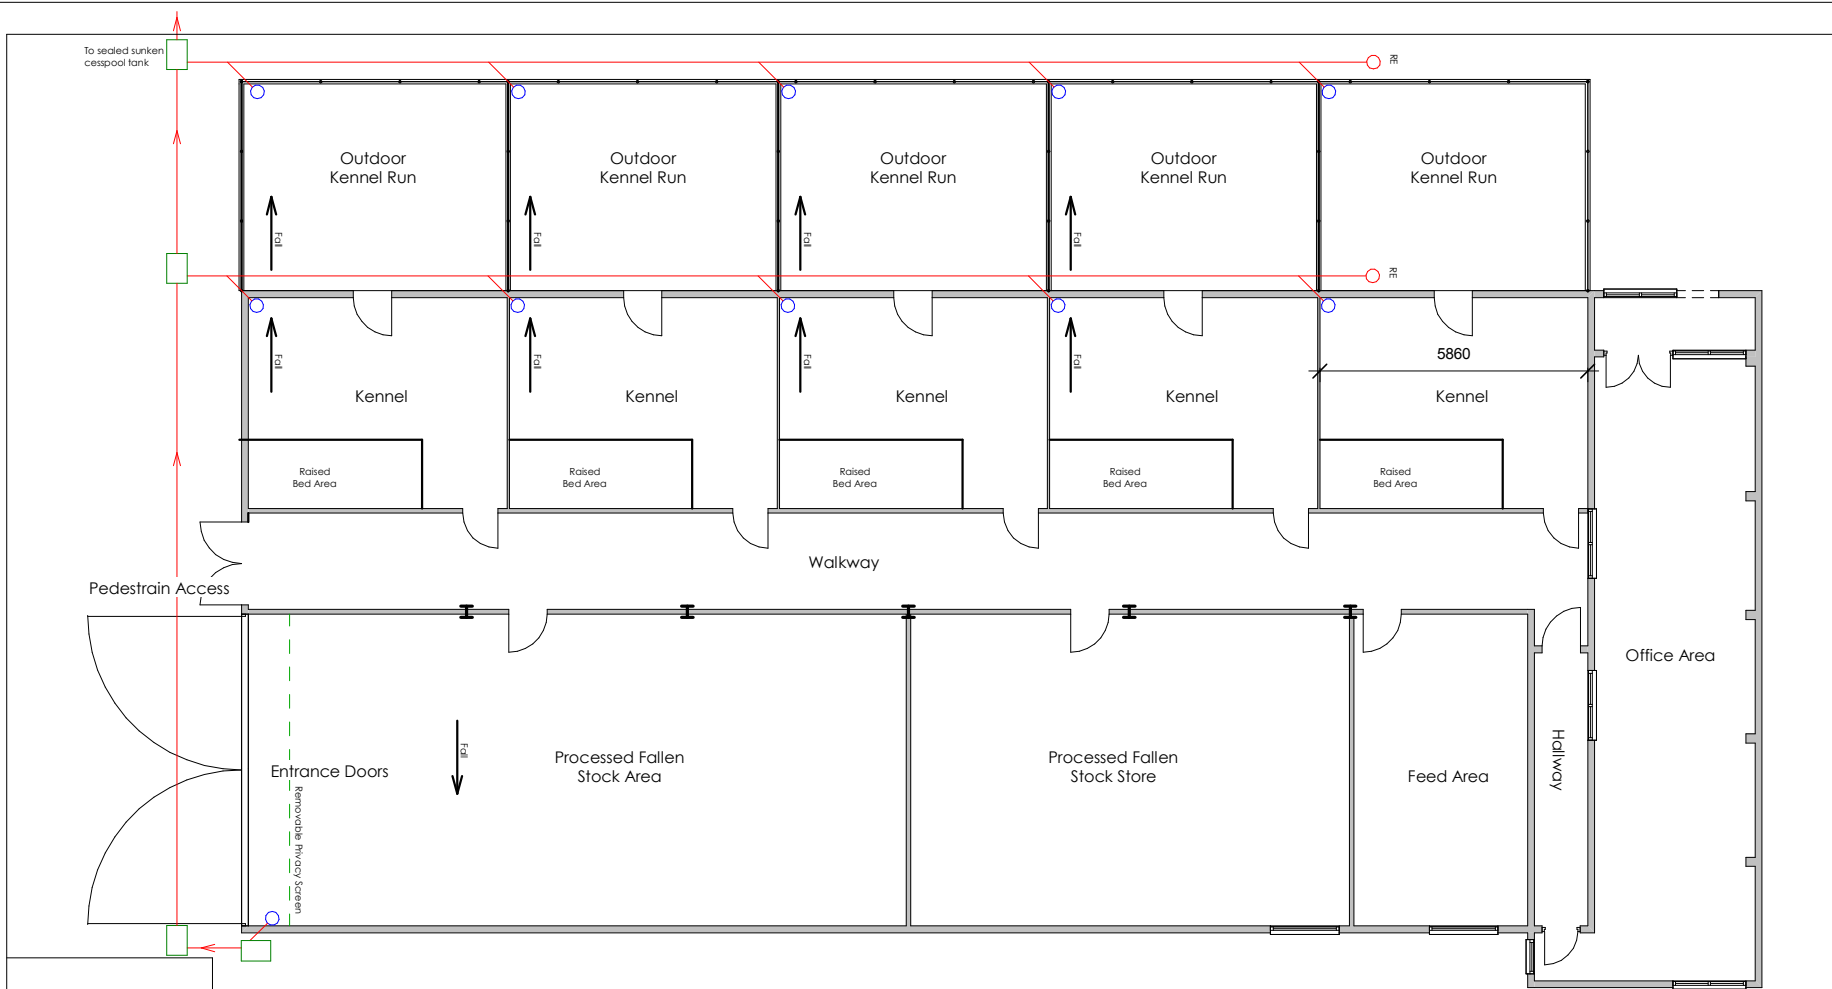 To sealed sunken
cesspool tank
RE
Outdoor
Kennel Run
Outdoor
Kennel Run
Outdoor
Kennel Run
Outdoor
Kennel Run
Outdoor
Kennel Run
Fall
Fall
Fall
Fall
RE
Fall
Fall
Fall
Fall
5860
Kennel
Kennel
Kennel
Kennel
Kennel
Raised
Bed Area
Raised
Bed Area
Raised
Bed Area
Raised
Bed Area
Raised
Bed Area
Walkway
Pedestrain Access
Office Area
Entrance Doors
Removable Privacy Screen
Fall
Processed Fallen
Stock Area
Processed Fallen
Stock Store
Feed Area
Hallway